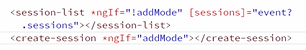 <session-list *ngIf="!addMode" [sessions]="event?
.sessions"></session-list>
<create-session *ngIf="addMode"></create-session>